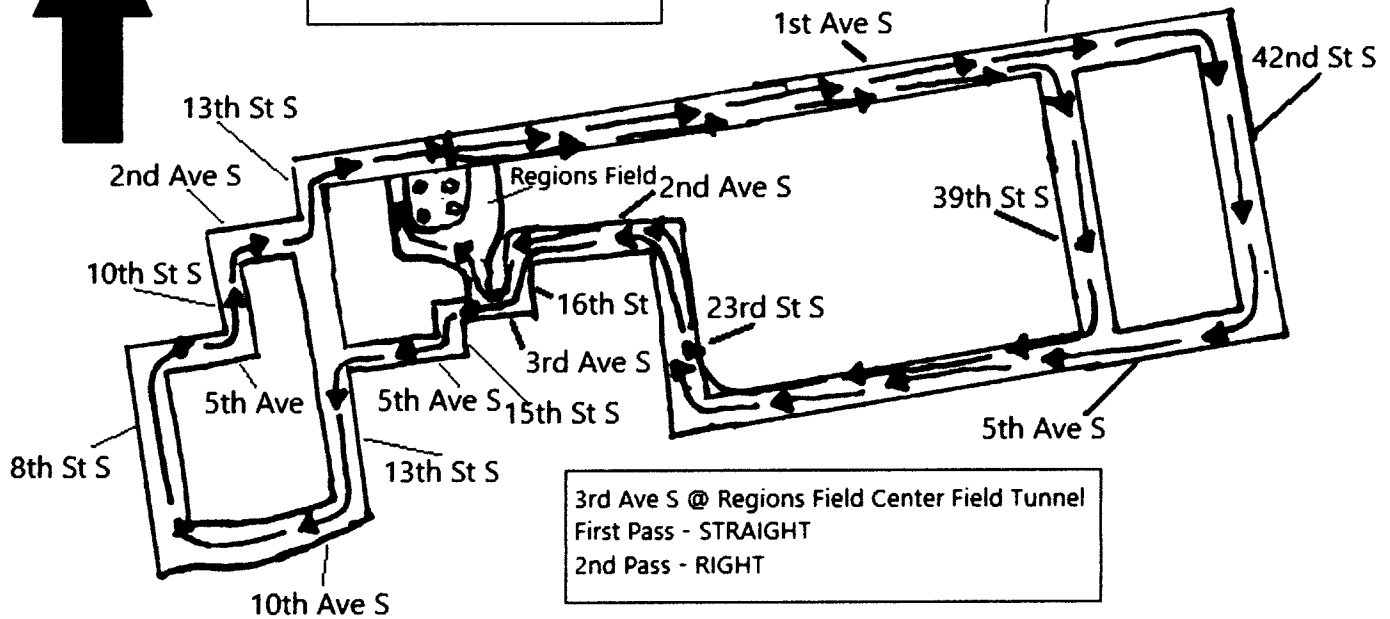 1st Ave S
42nd St S
13th St S
2nd Ave S
Regions Field
2nd Ave S
39th St S
10th St S
16th St
23rd St S
3rd Ave S
5th Ave
5th Ave S
15th St S
5th Ave S
8th St S
13th St S
3rd Ave S @ Regions Field Center Field Tunnel
First Pass - STRAIGHT
2nd Pass - RIGHT
10th Ave S